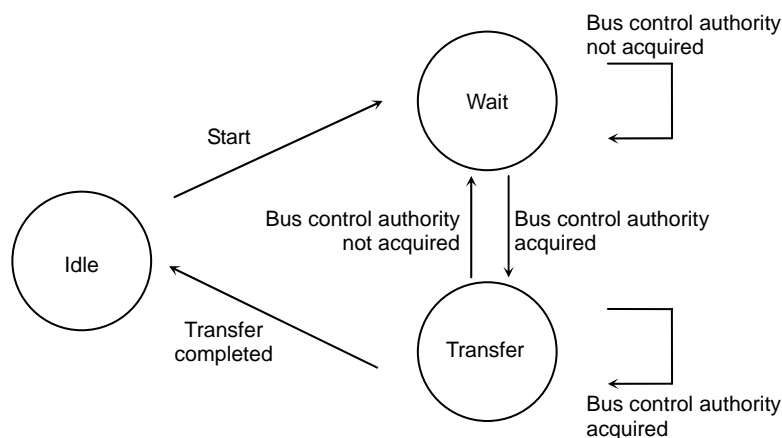 Bus control authority
not acquired
Wait
Start
Bus control authority
not acquired
Bus control authority
acquired
Idle
Transfer
completed
Transfer
Bus control authority
acquired